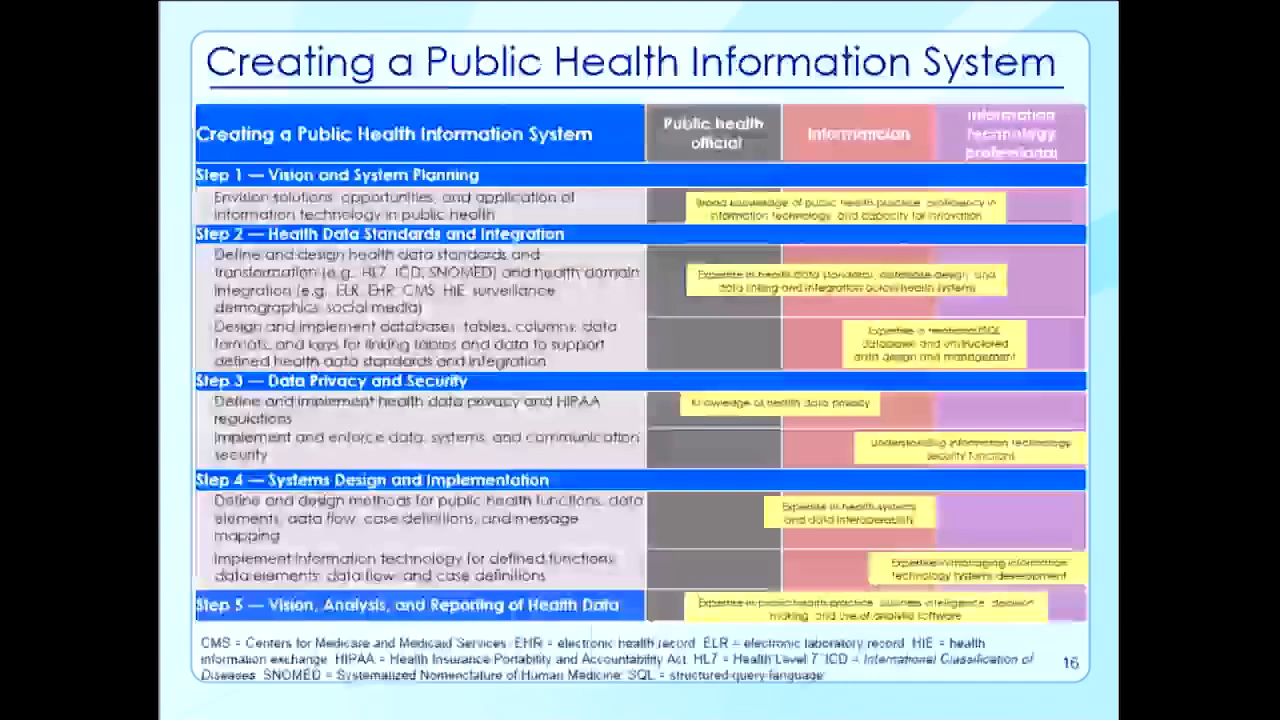 Creating a Public Health Information System
Creating a Public Health Information System
Public health
official
Informatician
Information
technology
professional
Step 1 — Vision and System Planning
Envision solutions, opportunities, and application of
information technology in public health
Broad knowledge of public health practice, proficiency in
information technology, and capacity for innovation
Step 2 — Health Data Standards and Integration
Define and design health data standards and
transformation (e.g., HL7, ICD, SNOMED) and health domain
integration (e.g., ELR, EHR, CMS, HIE, surveillance
demographics, social media)
Expertise in health data standards, database design, and
data linking and integration across health systems
Design and implement databases, tables, columns, data
formats, and keys for linking tables and data to support
defined health data standards and integration
Expertise in relational/SQL
databases and unstructured
data design and management
Step 3 — Data Privacy and Security
Define and implement health data privacy and HIPAA
regulations
Knowledge of health data privacy
Implement and enforce data, systems, and communication
security
Understanding information technology
security functions
Step 4 — Systems Design and Implementation
Define and design methods for public health functions, data
elements, data flow, case definitions, and message
mapping
Expertise in health systems
and data interoperability
Implement information technology for defined functions,
data elements, data flow, and case definitions
Expertise in managing information
technology systems development
Step 5 — Vision, Analysis, and Reporting of Health Data
Expertise in public health practice, business intelligence, decision
making, and use of analytic software
CMS = Centers for Medicare and Medicaid Services. EHR = electronic health record. ELR = electronic laboratory record. HIE = health
information exchange. HIPAA = Health Insurance Portability and Accountability Act. HL7 = Health Level 7. ICD = International Classification of
Diseases. SNOMED = Systematized Nomenclature of Human Medicine. SQL = structured query language
16